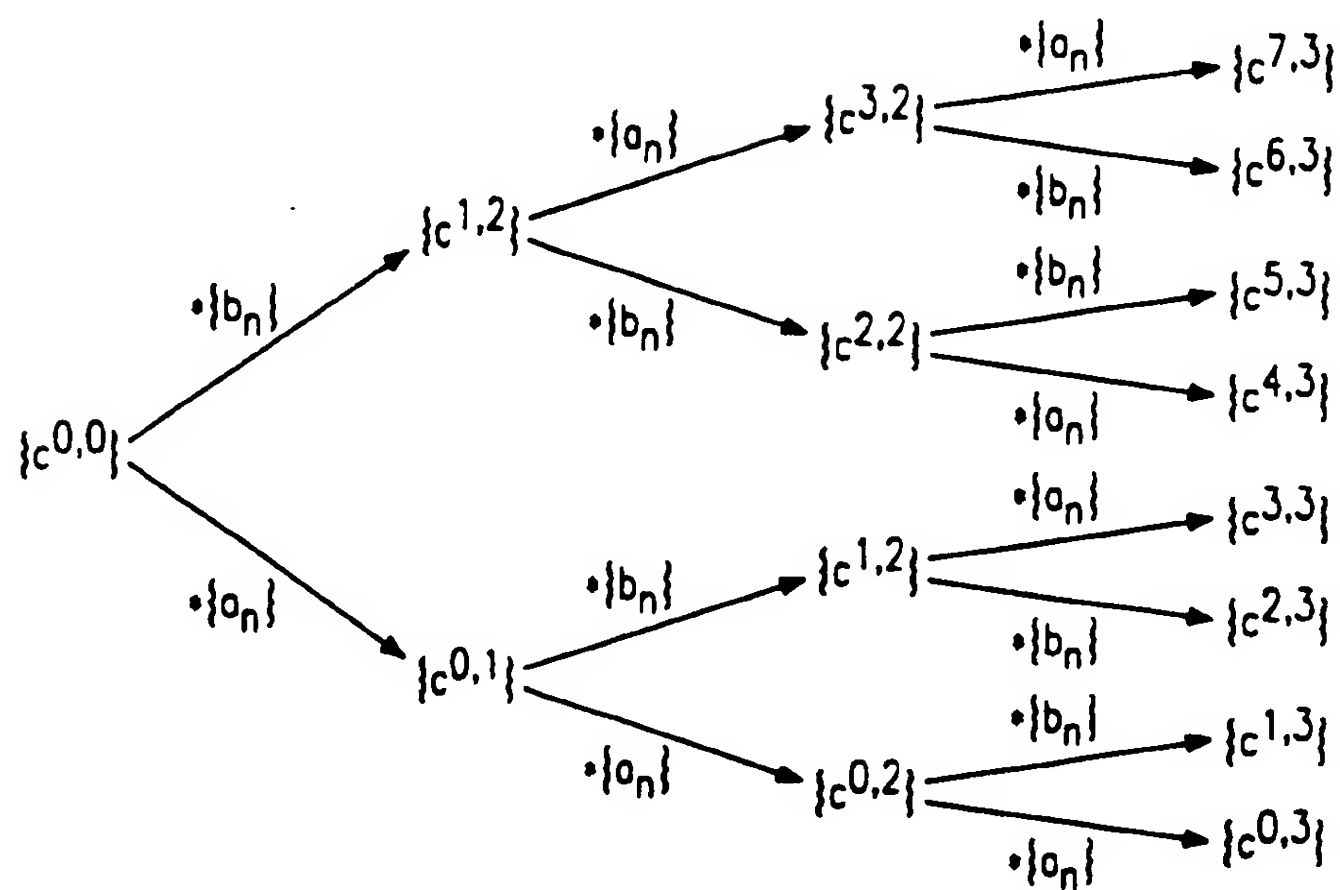 *{a_n}
{c^{7,3}}
{c^{3,2}}
*{a_n}
{c^{6,3}}
*{b_n}
{c^{1,2}}
*{b_n}
{c^{5,3}}
*{b_n}
*{b_n}
{c^{2,2}}
{c^{4,3}}
*{a_n}
{c^{0,0}}
*{a_n}
{c^{3,3}}
*{a_n}
*{b_n}
{c^{1,2}}
{c^{2,3}}
*{b_n}
{c^{0,1}}
*{b_n}
{c^{1,3}}
*{a_n}
{c^{0,2}}
{c^{0,3}}
*{a_n}